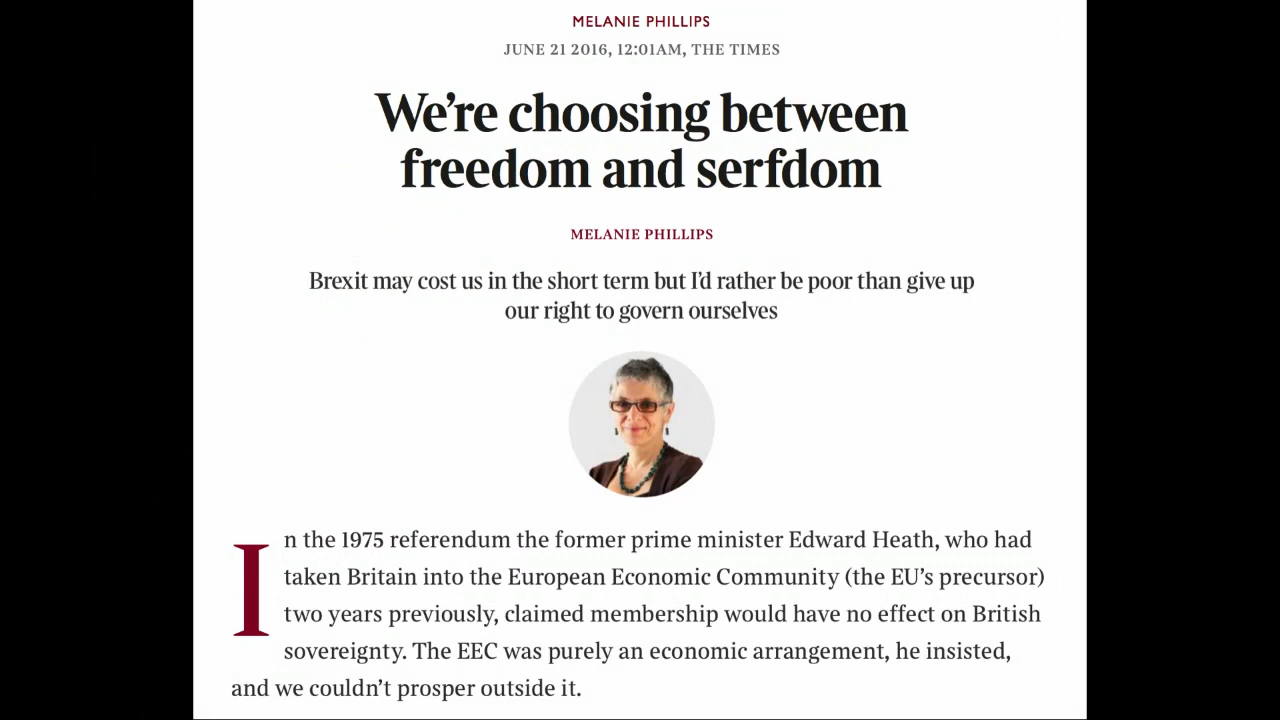 MELANIE PHILLIPS
JUNE 21 2016, 12:01AM, THE TIMES
We’re choosing between
freedom and serfdom
MELANIE PHILLIPS
Brexit may cost us in the short term but I’d rather be poor than give up
our right to govern ourselves
In the 1975 referendum the former prime minister Edward Heath, who had
taken Britain into the European Economic Community (the EU’s precursor)
two years previously, claimed membership would have no effect on British
sovereignty. The EEC was purely an economic arrangement, he insisted,
and we couldn’t prosper outside it.